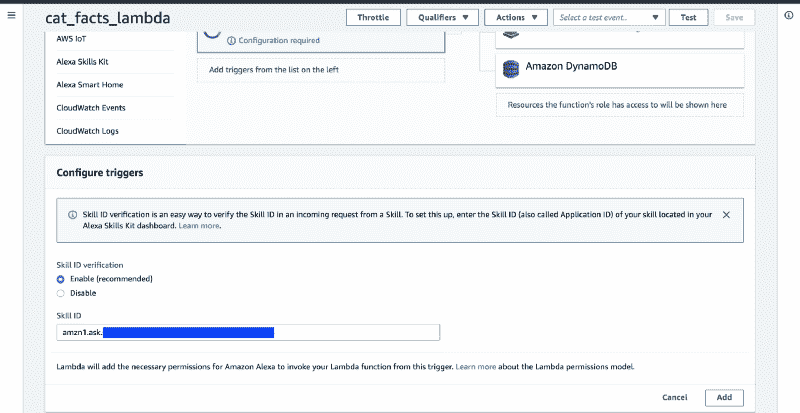 cat_facts_lambda
Throttle
Qualifiers
Actions
Select a test event..
Test
Save
AWS IoT
Alexa Skills Kit
Alexa Smart Home
CloudWatch Events
CloudWatch Logs
Configuration required
Add triggers from the list on the left
Amazon DynamoDB
Resources the function's role has access to will be shown here
Configure triggers
Skill ID verification is an easy way to verify the Skill ID in an incoming request from a Skill. To set this up, enter the Skill ID (also called Application ID) of your skill located in your
Alexa Skills Kit dashboard. Learn more.
Skill ID verification
Enable (recommended)
Disable
Skill ID
amzn1.ask.
Lambda will add the necessary permissions for Amazon Alexa to invoke your Lambda function from this trigger. Learn more about the Lambda permissions model.
Cancel
Add